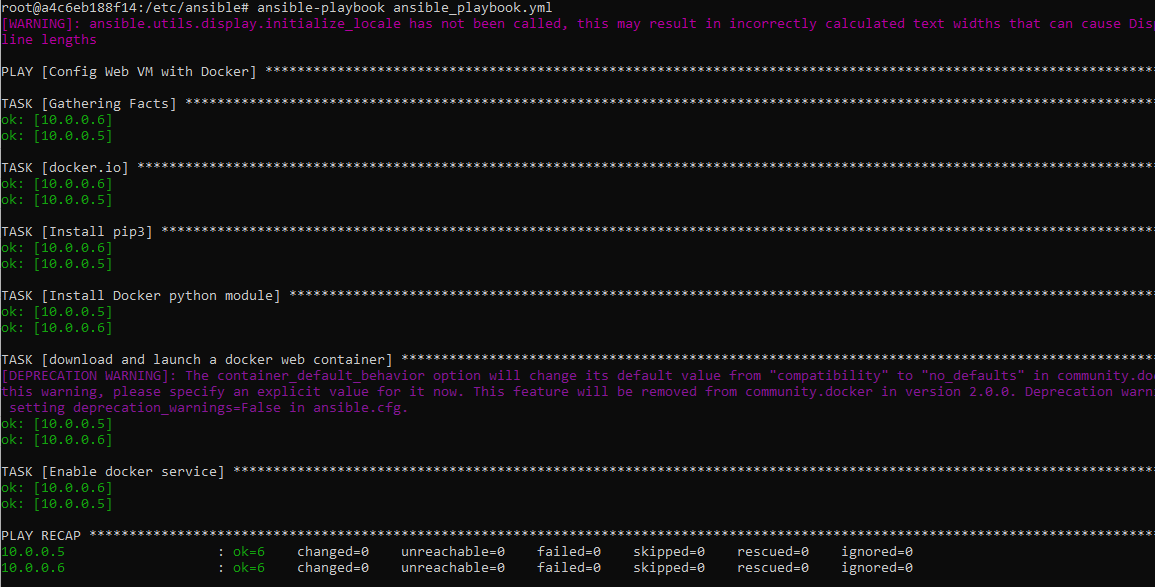 root@a4c6eb188f14:/etc/ansible# ansible-playbook ansible_playbook.yml
[WARNING]: ansible.utils.display.initialize_locale has not been called, this may result in incorrectly calculated text widths that can cause Disp
line lengths
PLAY [Config Web VM with Docker] **************************************************************************************************************
TASK [Gathering Facts] *************************************************************************************************************************
ok: [10.0.0.6]
ok: [10.0.0.5]
TASK [docker.io] *******************************************************************************************************************************
ok: [10.0.0.6]
ok: [10.0.0.5]
TASK [Install pip3] ****************************************************************************************************************************
ok: [10.0.0.6]
ok: [10.0.0.5]
TASK [Install Docker python module] ************************************************************************************************************
ok: [10.0.0.5]
ok: [10.0.0.6]
TASK [download and launch a docker web container] **********************************************************************************************
[DEPRECATION WARNING]: The container_default_behavior option will change its default value from "compatibility" to "no_defaults" in community.doc
this warning, please specify an explicit value for it now. This feature will be removed from community.docker in version 2.0.0. Deprecation warni
setting deprecation_warnings=False in ansible.cfg.
ok: [10.0.0.5]
ok: [10.0.0.6]
TASK [Enable docker service] *******************************************************************************************************************
ok: [10.0.0.6]
ok: [10.0.0.5]
PLAY RECAP *************************************************************************************************************************************
10.0.0.5 : ok=6 changed=0 unreachable=0 failed=0 skipped=0 rescued=0 ignored=0
10.0.0.6 : ok=6 changed=0 unreachable=0 failed=0 skipped=0 rescued=0 ignored=0